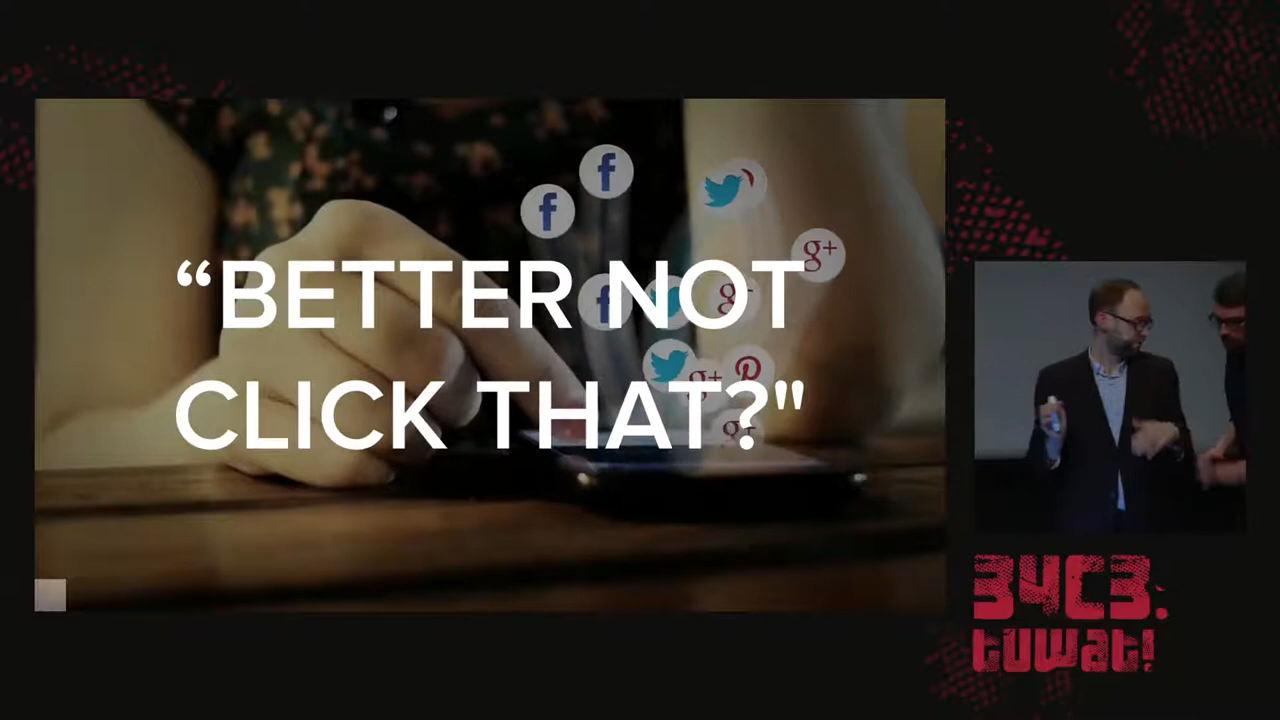 “BETTER NOT
CLICK THAT?"
f
f
g+
f
g+
g+
g+
34C3.
tuwat!